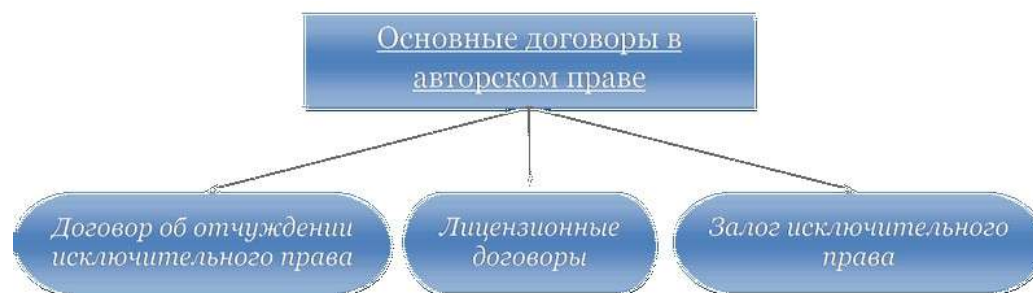 Основные договоры в
авторском праве
Договор об отчуждении
исключительного права
Лицензионные
договоры
Залог исключительного
права